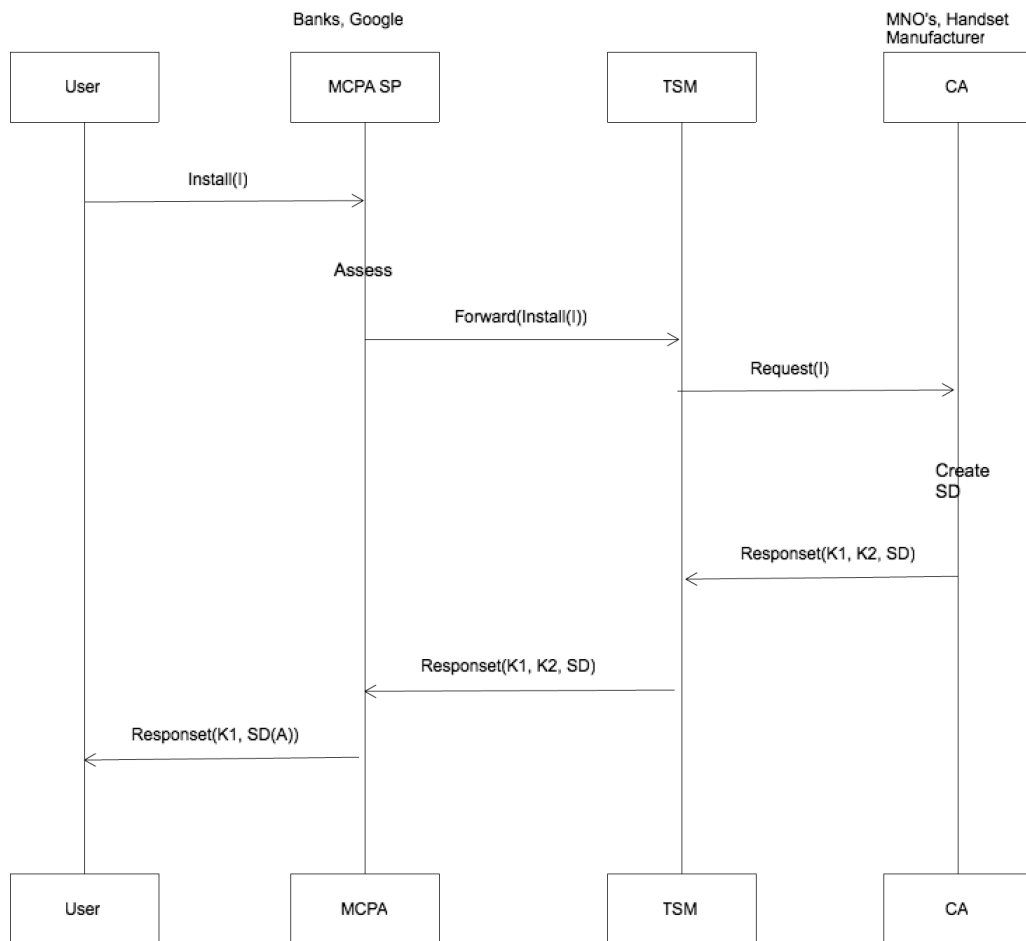 Banks, Google
MNO's, Handset
Manufacturer
User
MCPA SP
TSM
CA
Install(I)
Assess
Forward(Install(I))
Request(I)
Create
SD
Responset(K1, K2, SD)
Responset(K1, K2, SD)
Responset(K1, SD(A))
User
MCPA
TSM
CA